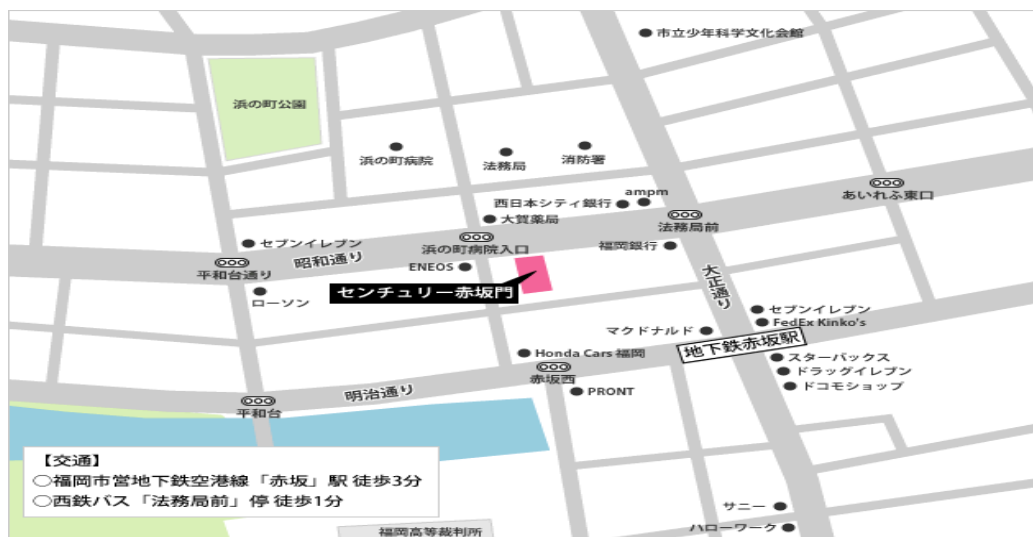 市立少年科学文化会館
浜の町公園
浜の町病院
法務局
消防署
ampm
西日本シティ銀行
大賀薬局
あいれふ東口
法務局前
福岡銀行
セブンイレブン
昭和通り
浜の町病院入口
平和台通り
ENEOS
ローソン
センチュリー赤坂門
大正通り
セブンイレブン
FedEx Kinko's
マクドナルド
地下鉄赤坂駅
Honda Cars 福岡
スターバックス
ドラッグイレブン
ドコモショップ
赤坂西
PRONT
明治通り
平和台
【交通】
○福岡市営地下鉄空港線「赤坂」駅 徒歩3分
○西鉄バス「法務局前」停 徒歩1分
サニー
ハローワーク
福岡高等裁判所